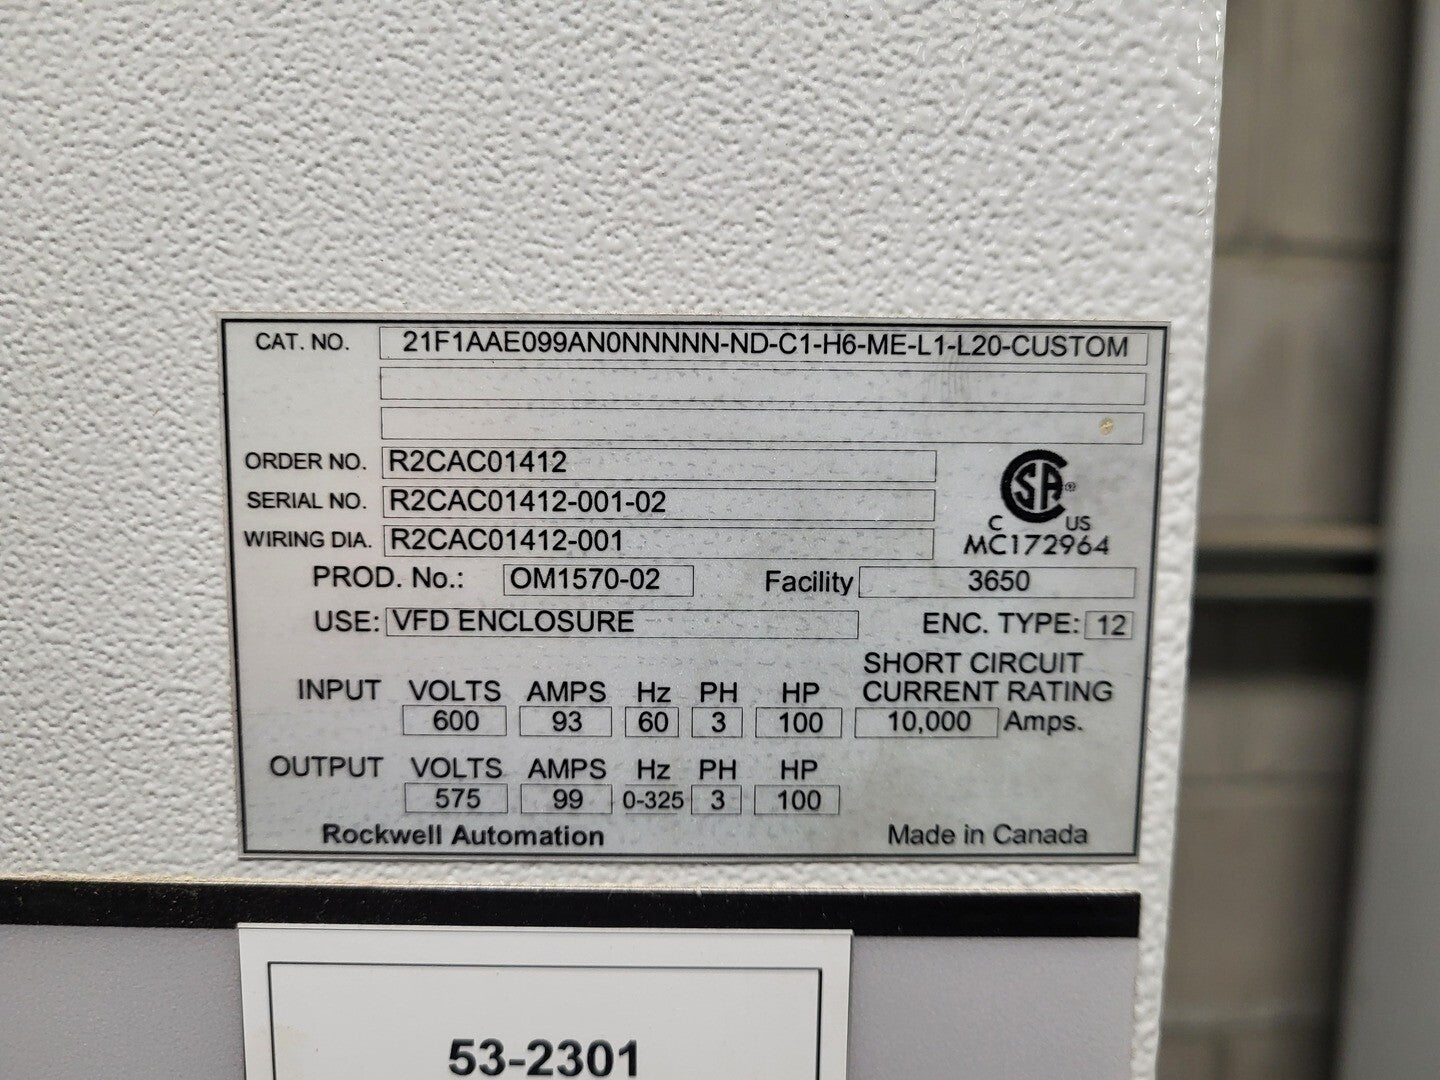 CAT. NO. 21F1AAE099AN0NNNNN-ND-C1-H6-ME-L1-L20-CUSTOM
ORDER NO. R2CAC01412
SERIAL NO. R2CAC01412-001-02
WIRING DIA. R2CAC01412-001
CSA ®
C US
MC172964
PROD. No.: OM1570-02 Facility 3650
USE: VFD ENCLOSURE ENC. TYPE: 12
SHORT CIRCUIT
INPUT VOLTS AMPS Hz PH HP CURRENT RATING
600 93 60 3 100 10,000 Amps.
OUTPUT VOLTS AMPS Hz PH HP
575 99 0-325 3 100
Rockwell Automation Made in Canada
53-2301